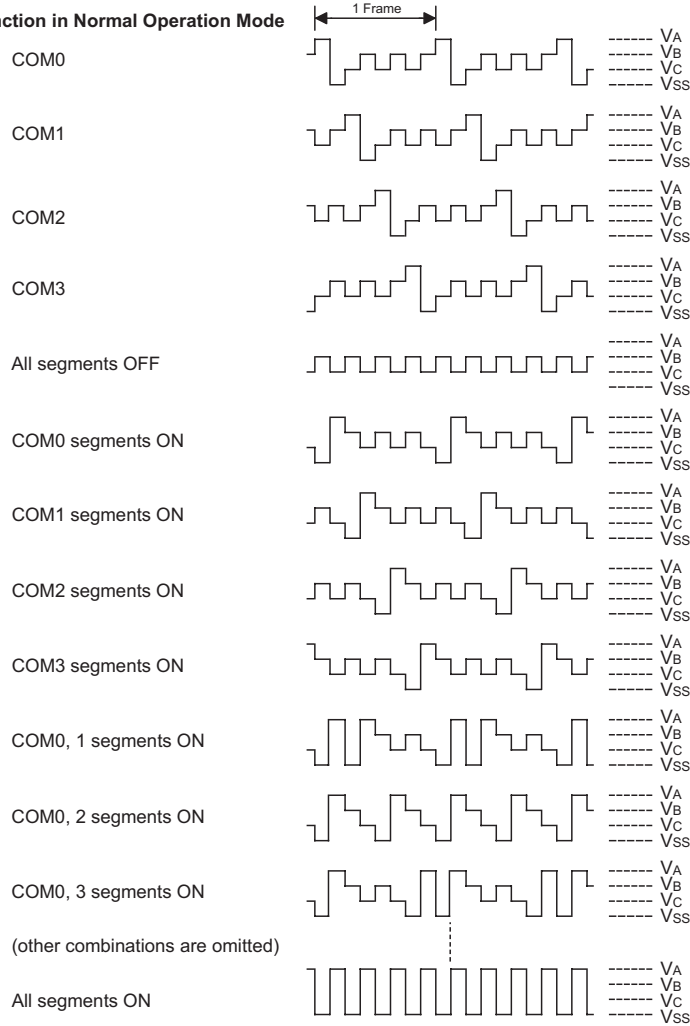 ction in Normal Operation Mode
1 Frame
COM0
VA
VB
VC
VSS
COM1
VA
VB
VC
VSS
COM2
VA
VB
VC
VSS
COM3
VA
VB
VC
VSS
All segments OFF
VA
VB
VC
VSS
COM0 segments ON
VA
VB
VC
VSS
COM1 segments ON
VA
VB
VC
VSS
COM2 segments ON
VA
VB
VC
VSS
COM3 segments ON
VA
VB
VC
VSS
COM0, 1 segments ON
VA
VB
VC
VSS
COM0, 2 segments ON
VA
VB
VC
VSS
COM0, 3 segments ON
VA
VB
VC
VSS
(other combinations are omitted)
All segments ON
VA
VB
VC
VSS